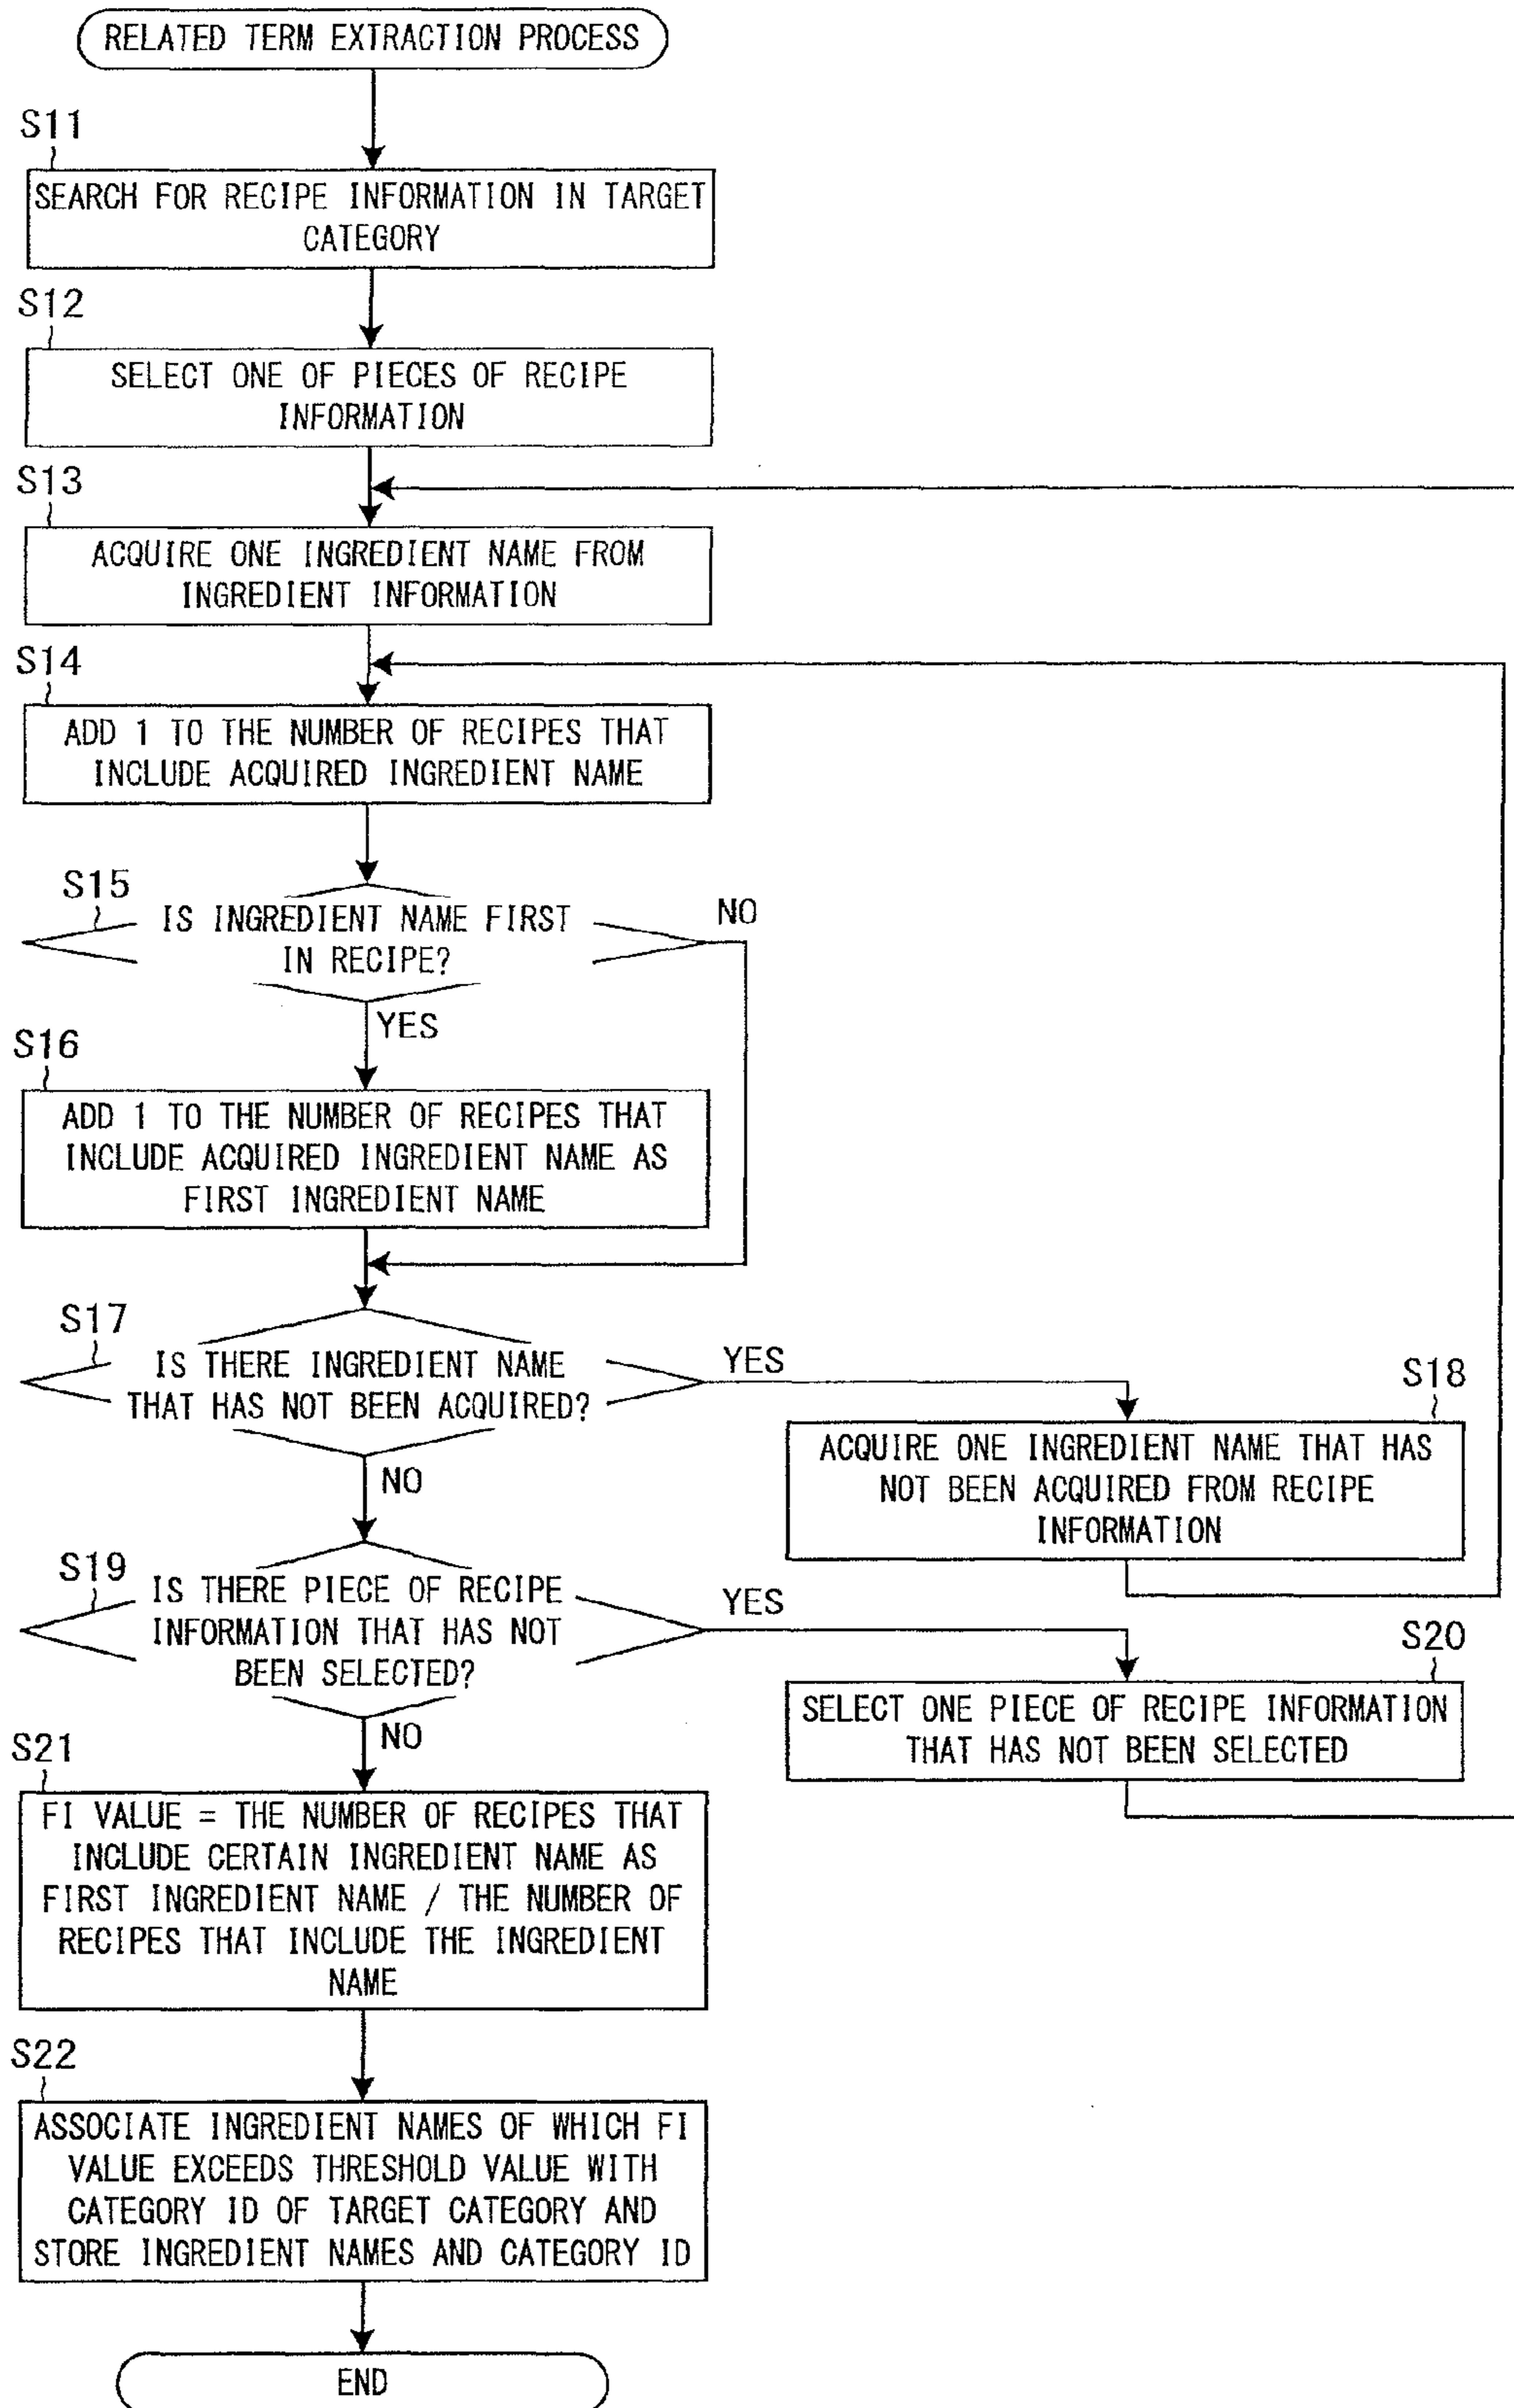 RELATED TERM EXTRACTION PROCESS
S11
SEARCH FOR RECIPE INFORMATION IN TARGET
CATEGORY
S12
SELECT ONE OF PIECES OF RECIPE
INFORMATION
S13
ACQUIRE ONE INGREDIENT NAME FROM
INGREDIENT INFORMATION
S14
ADD 1 TO THE NUMBER OF RECIPES THAT
INCLUDE ACQUIRED INGREDIENT NAME
S15
IS INGREDIENT NAME FIRST
IN RECIPE?
NO
YES
S16
ADD 1 TO THE NUMBER OF RECIPES THAT
INCLUDE ACQUIRED INGREDIENT NAME AS
FIRST INGREDIENT NAME
S17
IS THERE INGREDIENT NAME
THAT HAS NOT BEEN ACQUIRED?
YES
NO
S18
ACQUIRE ONE INGREDIENT NAME THAT HAS
NOT BEEN ACQUIRED FROM RECIPE
INFORMATION
S19
IS THERE PIECE OF RECIPE
INFORMATION THAT HAS NOT
BEEN SELECTED?
YES
NO
S20
SELECT ONE PIECE OF RECIPE INFORMATION
THAT HAS NOT BEEN SELECTED
S21
FI VALUE = THE NUMBER OF RECIPES THAT
INCLUDE CERTAIN INGREDIENT NAME AS
FIRST INGREDIENT NAME / THE NUMBER OF
RECIPES THAT INCLUDE THE INGREDIENT
NAME
S22
ASSOCIATE INGREDIENT NAMES OF WHICH FI
VALUE EXCEEDS THRESHOLD VALUE WITH
CATEGORY ID OF TARGET CATEGORY AND
STORE INGREDIENT NAMES AND CATEGORY ID
END